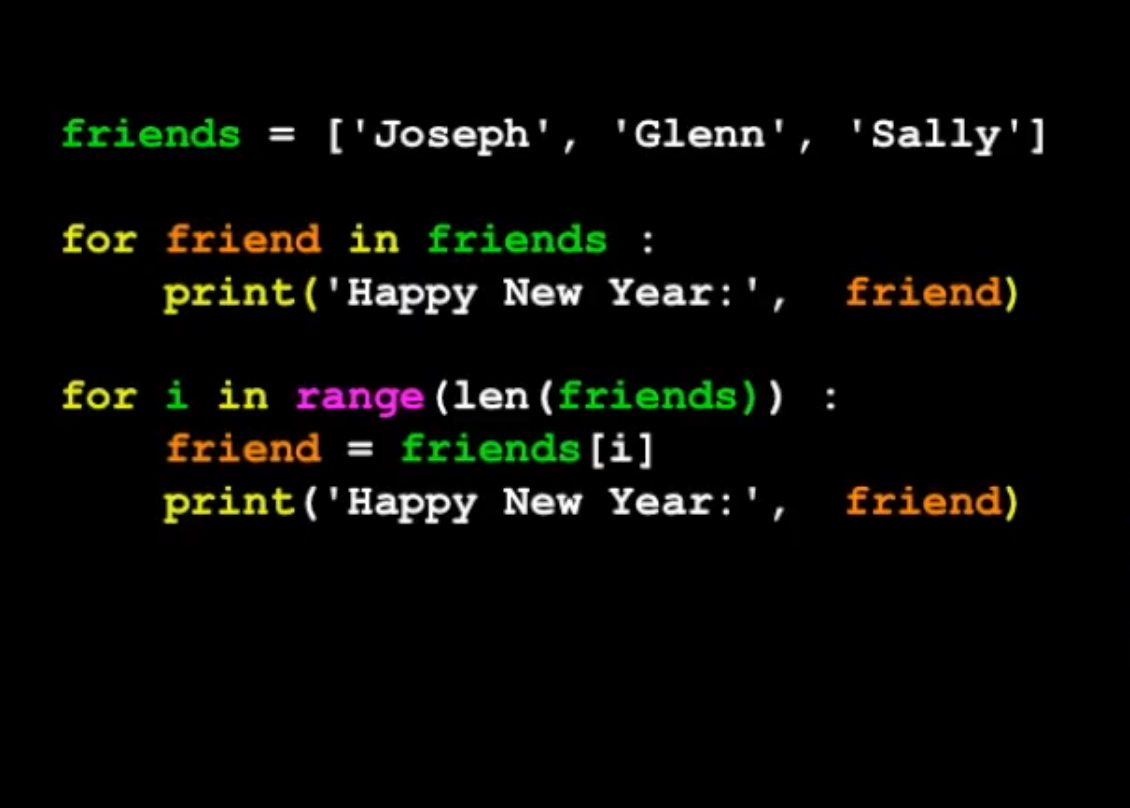 friends = ['Joseph', 'Glenn', 'Sally']
for friend in friends :
print('Happy New Year:', friend)
for i in range(len(friends)) :
friend = friends[i]
print('Happy New Year:', friend)